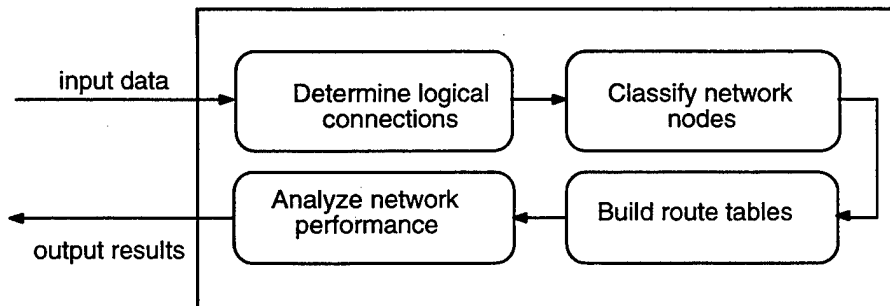 input data
Determine logical
connections
Classify network
nodes
Build route tables
Analyze network
performance
output results